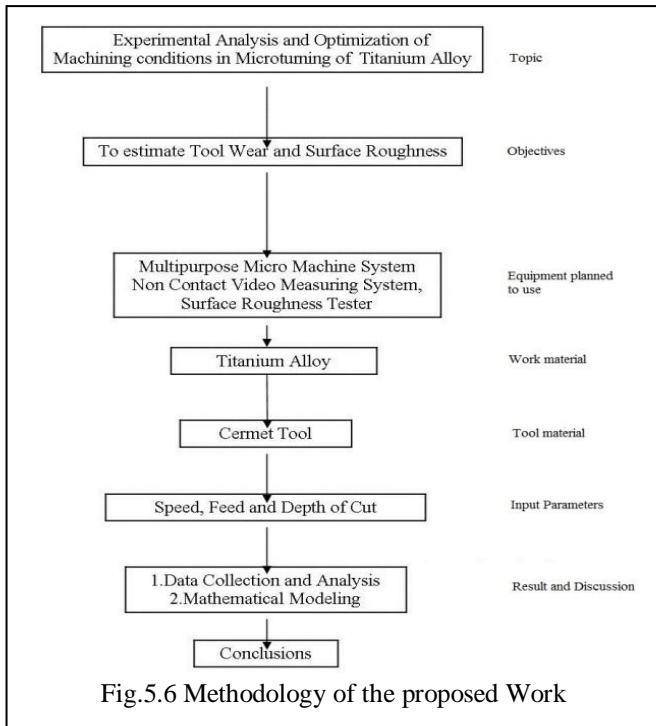 Experimental Analysis and Optimization of
Machining conditions in Microturning of Titanium Alloy
Topic
To estimate Tool Wear and Surface Roughness
Objectives
Multipurpose Micro Machine System
Non Contact Video Measuring System,
Surface Roughness Tester
Equipment planned
to use
Titanium Alloy
Work material
Cermet Tool
Tool material
Speed, Feed and Depth of Cut
Input Parameters
1.Data Collection and Analysis
2.Mathematical Modeling
Result and Discussion
Conclusions
Fig.5.6 Methodology of the proposed Work